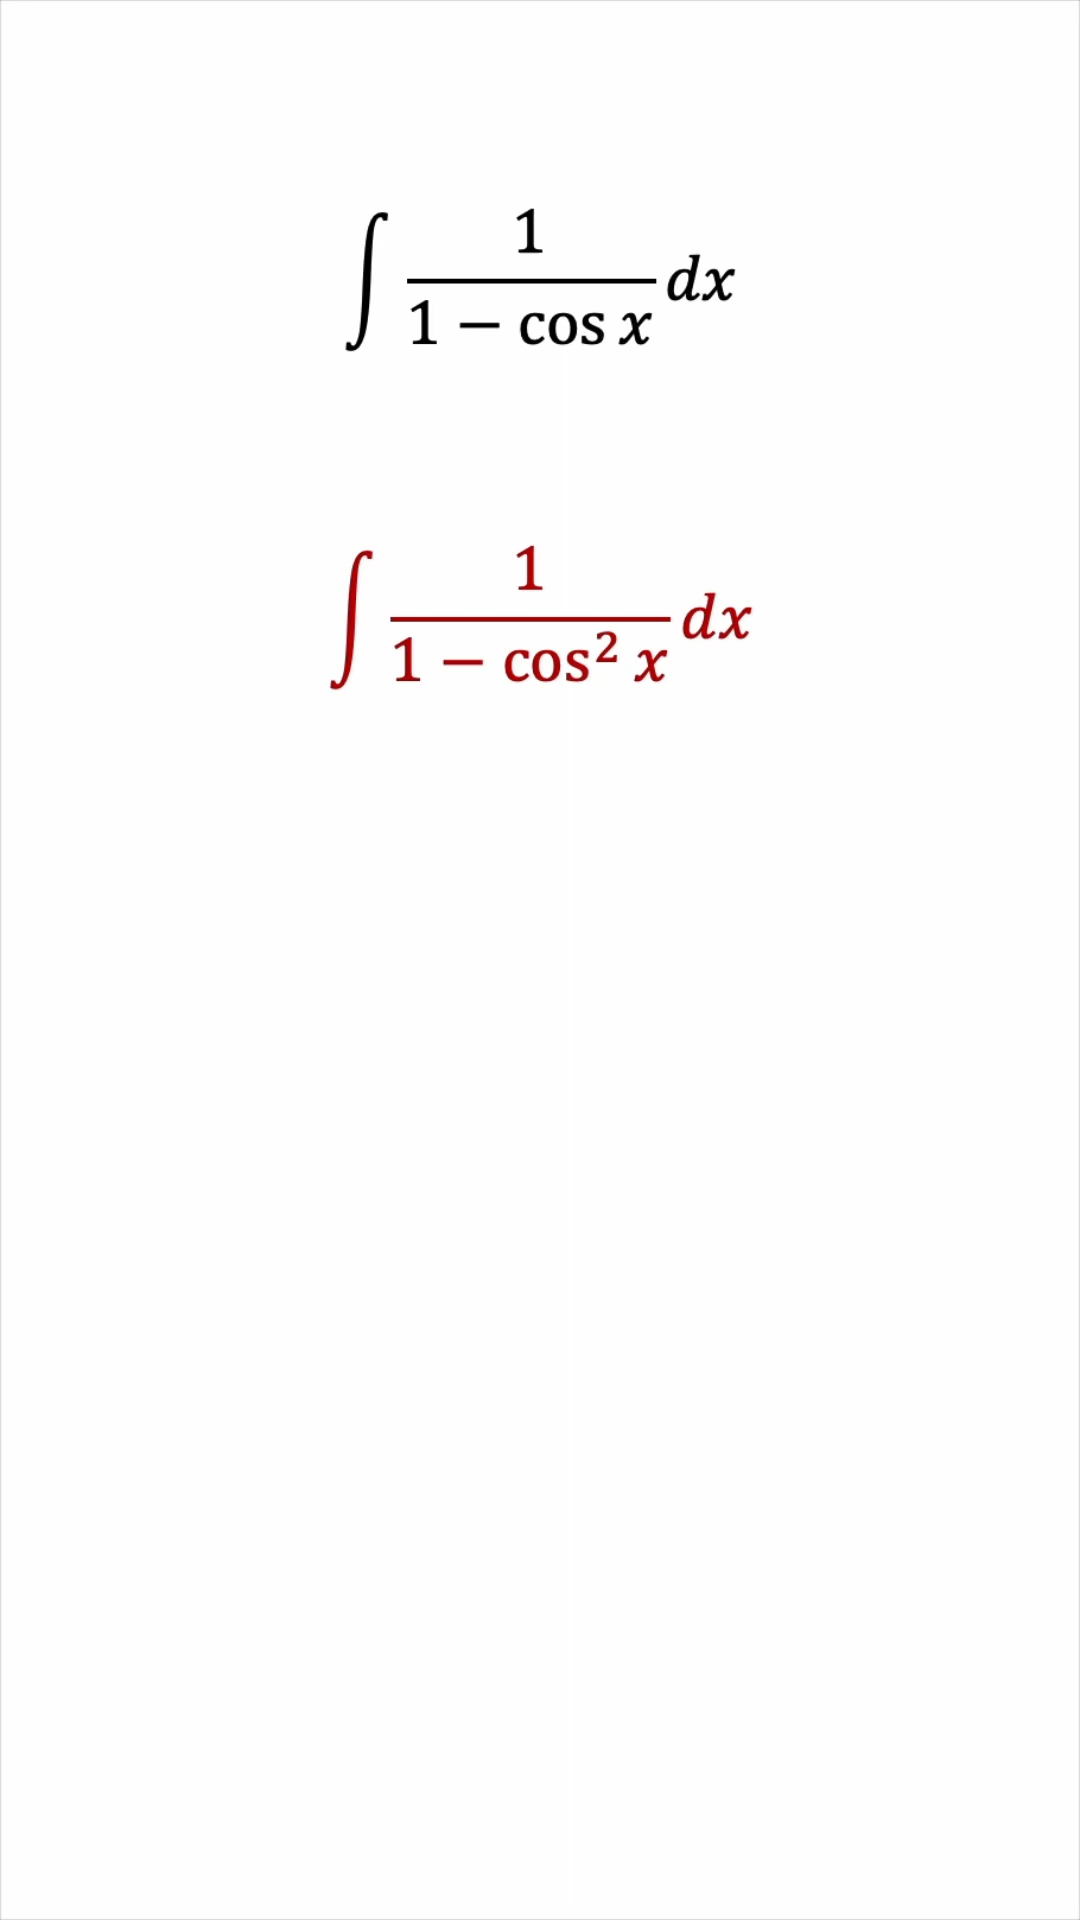 ∫ 1/(1 − cos x) dx
∫ 1/(1 − cos² x) dx